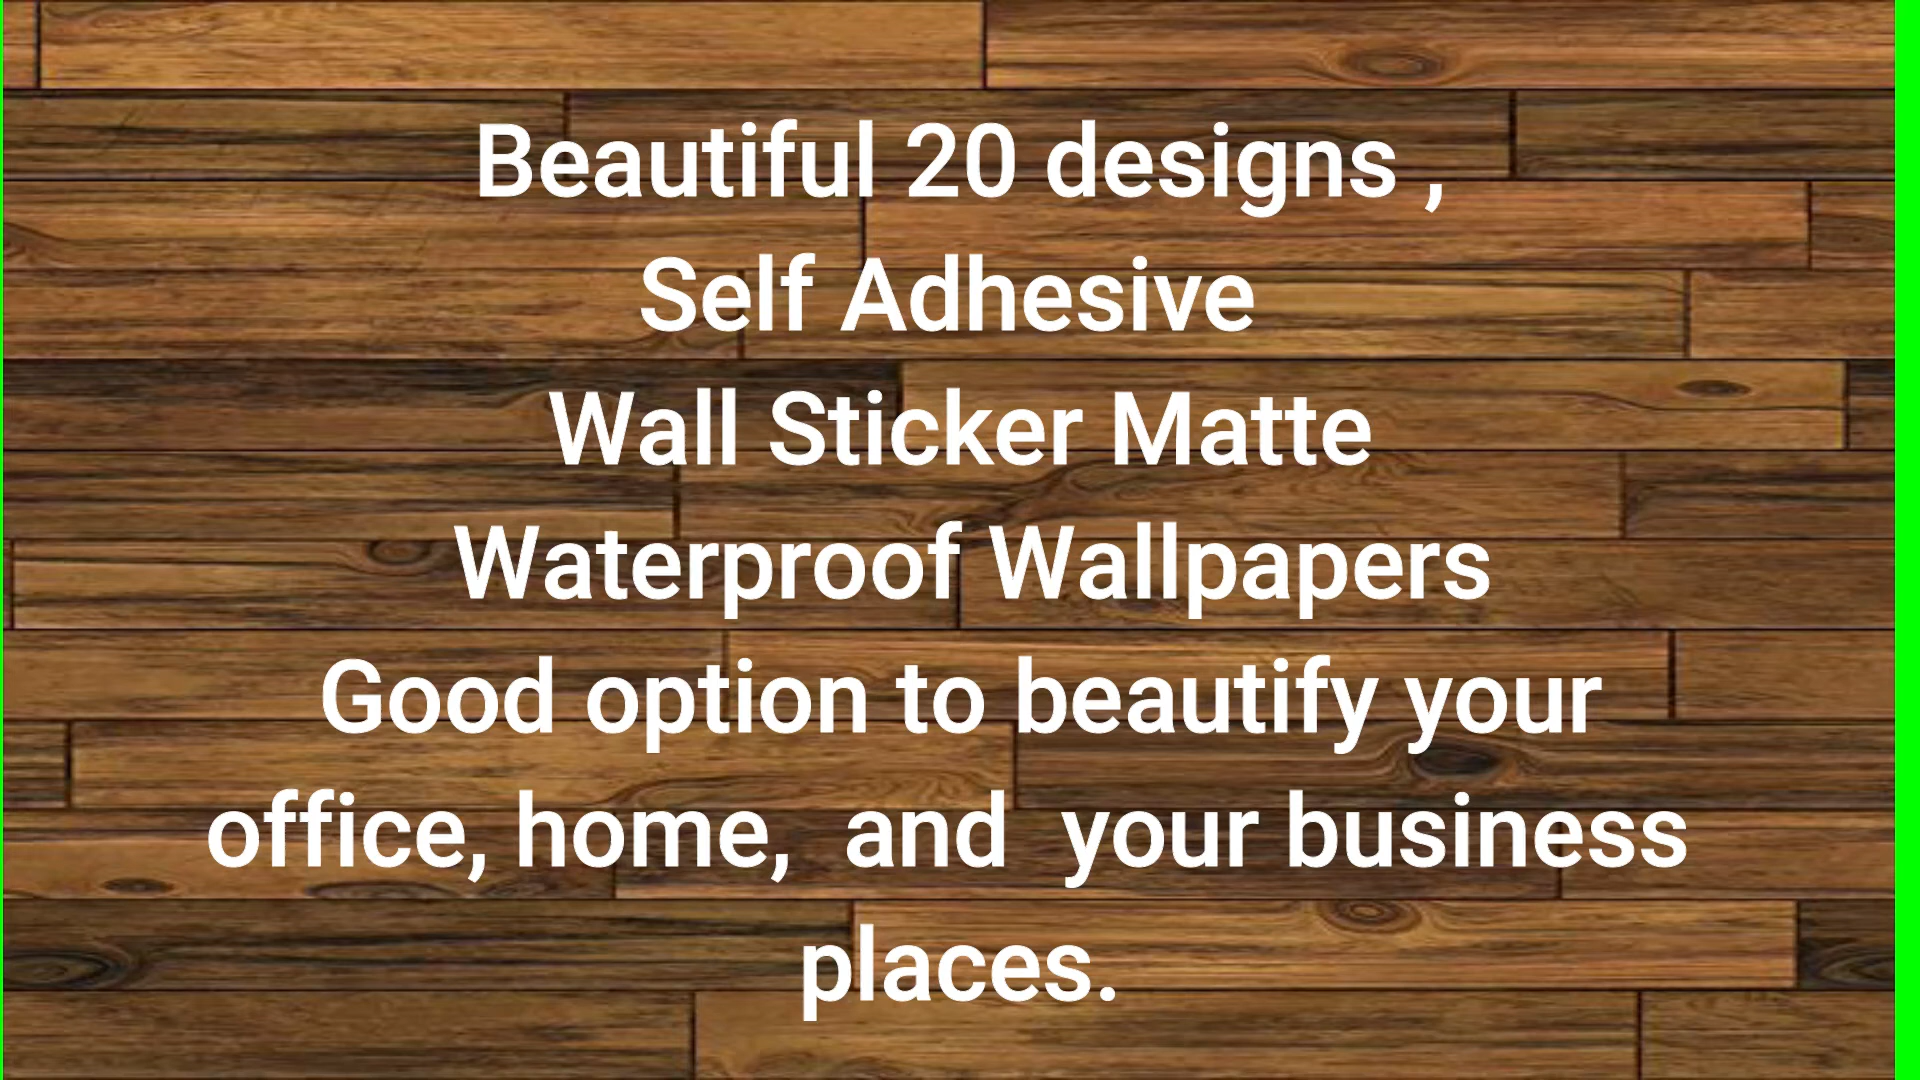 Beautiful 20 designs ,
Self Adhesive
Wall Sticker Matte
Waterproof Wallpapers
Good option to beautify your
office, home,  and  your business
places.